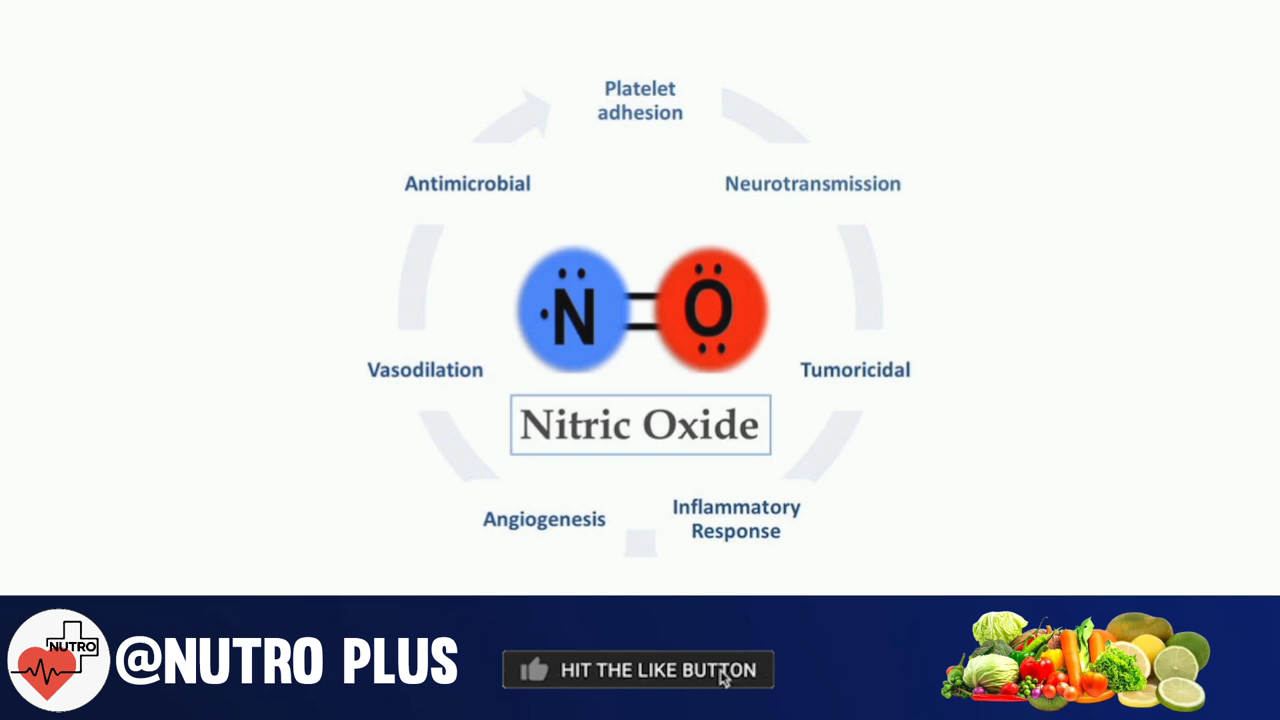 Platelet
adhesion
Antimicrobial
Neurotransmission
N
O
Vasodilation
Tumoricidal
Nitric Oxide
Angiogenesis
Inflammatory
Response
NUTRO
@NUTRO PLUS
HIT THE LIKE BUTTON